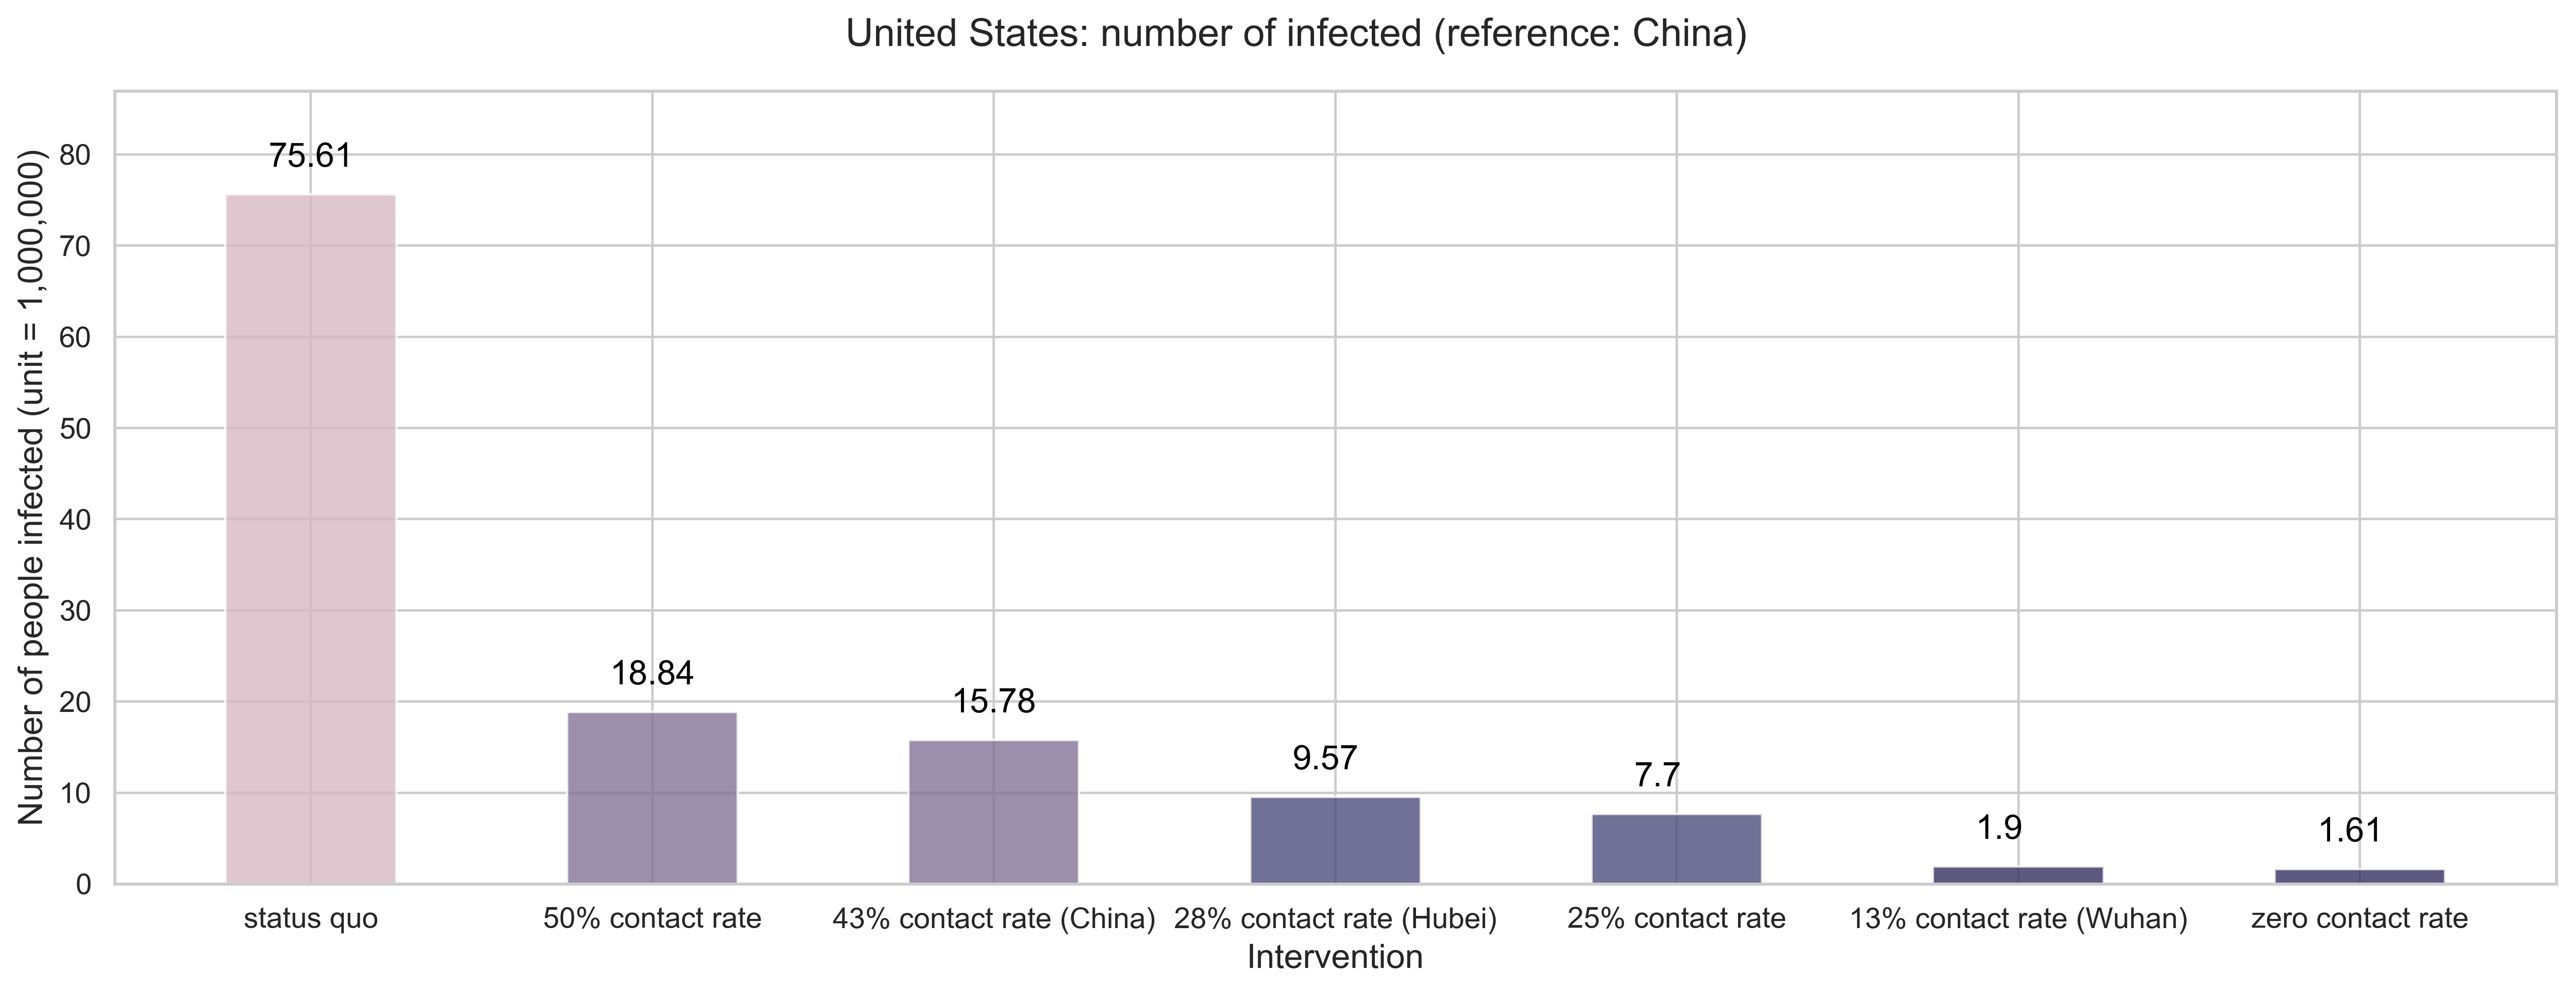 United States: number of infected (reference: China)
Number of people infected (unit = 1,000,000)
80
70
60
50
40
30
20
10
0
75.61
18.84
15.78
9.57
7.7
1.9
1.61
status quo
50% contact rate
43% contact rate (China)
28% contact rate (Hubei)
25% contact rate
13% contact rate (Wuhan)
zero contact rate
Intervention